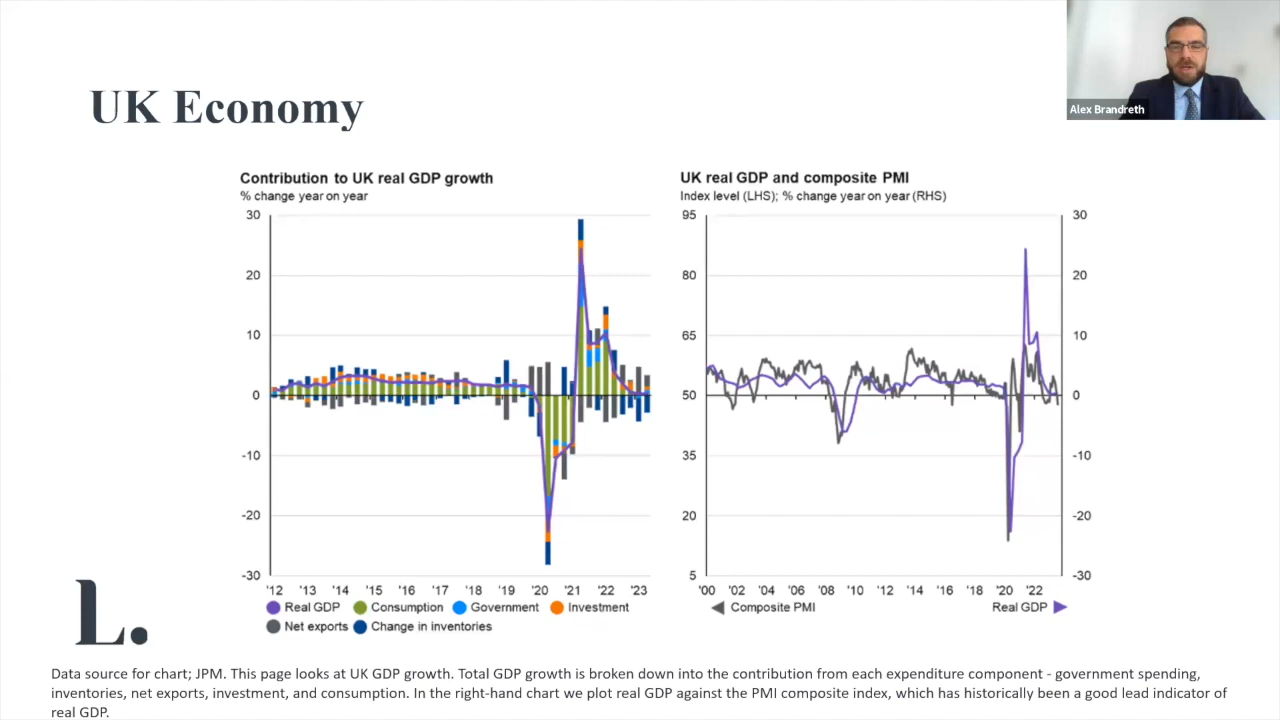 Alex Brandreth
UK Economy
Contribution to UK real GDP growth
% change year on year
30
20
10
0
-10
-20
-30
'12 '13 '14 '15 '16 '17 '18 '19 '20 '21 '22 '23
Real GDP Consumption Government Investment
Net exports Change in inventories
UK real GDP and composite PMI
Index level (LHS); % change year on year (RHS)
95 30
80 20
65 10
50 0
35 -10
20 -20
5 -30
'00 '02 '04 '06 '08 '10 '12 '14 '16 '18 '20 '22
Composite PMI Real GDP
L.
Data source for chart; JPM. This page looks at UK GDP growth. Total GDP growth is broken down into the contribution from each expenditure component - government spending,
inventories, net exports, investment, and consumption. In the right-hand chart we plot real GDP against the PMI composite index, which has historically been a good lead indicator of
real GDP.